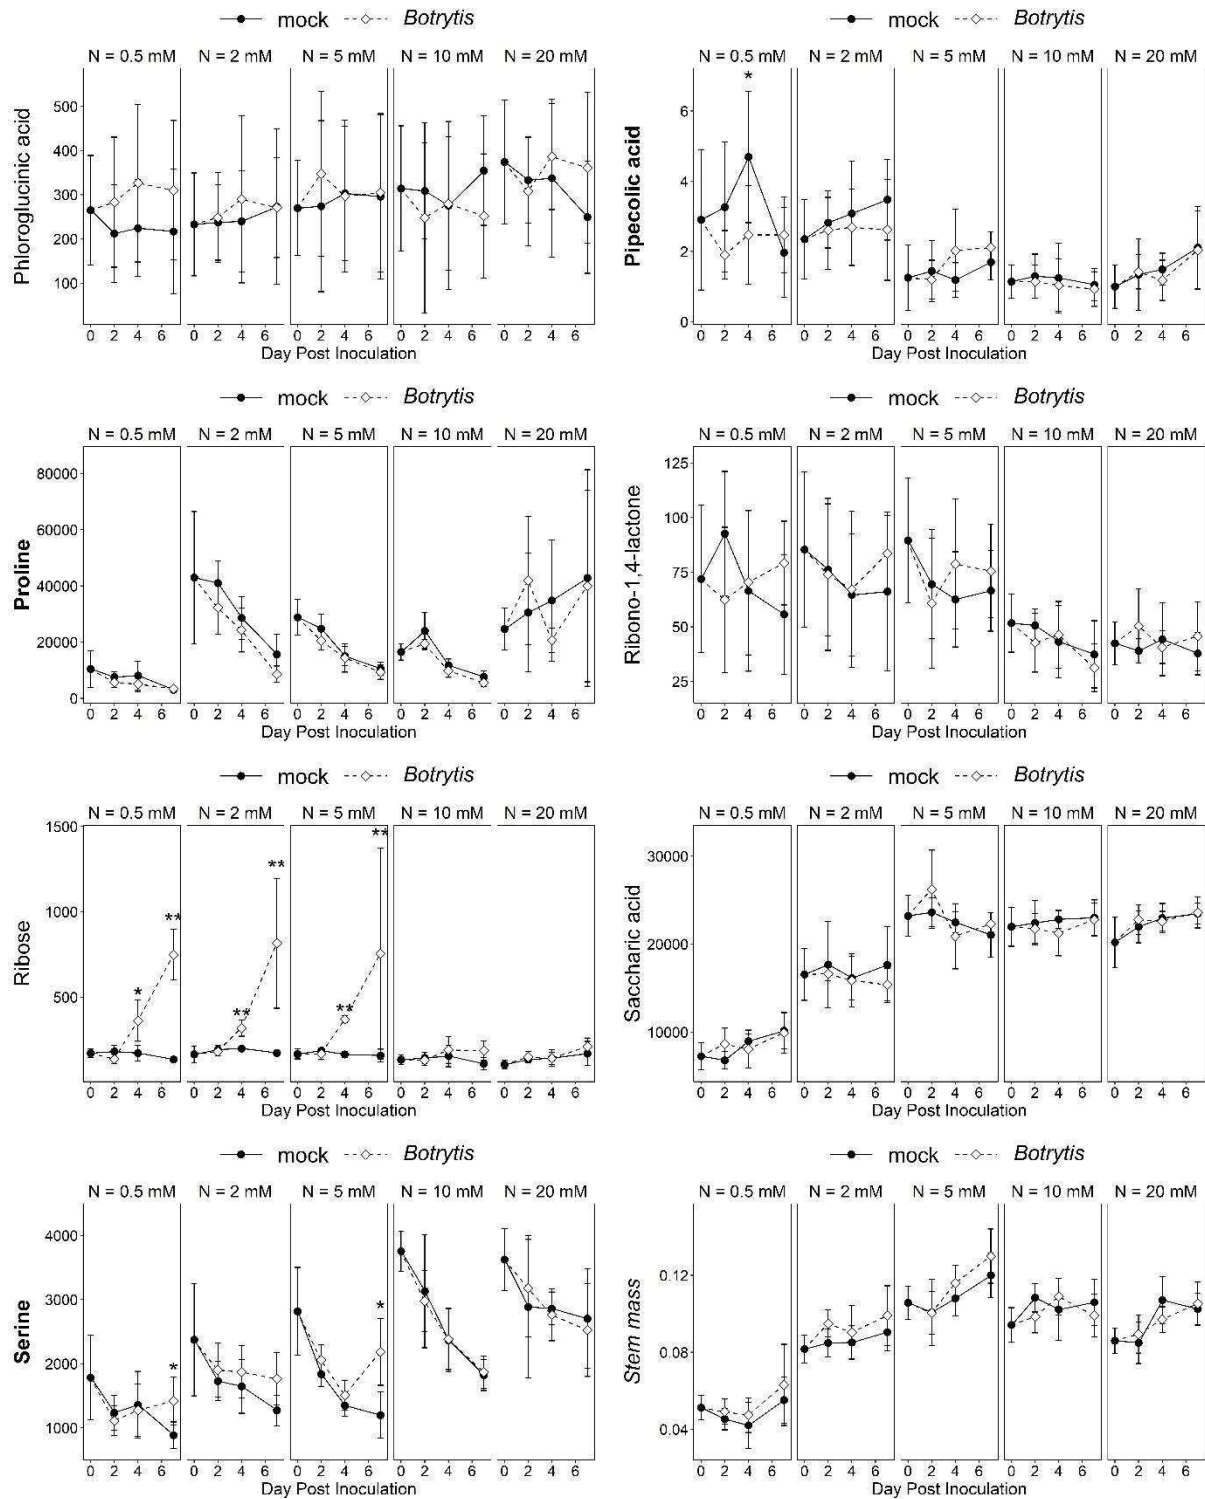 mock Botrytis
N = 0.5 mM N = 2 mM N = 5 mM N = 10 mM N = 20 mM
Phloroglucinic acid
500
400
300
200
100
0 2 4 6 0 2 4 6 0 2 4 6 0 2 4 6 0 2 4 6
Day Post Inoculation
mock Botrytis
N = 0.5 mM N = 2 mM N = 5 mM N = 10 mM N = 20 mM
Pipecolic acid
*
6
4
2
0
0 2 4 6 0 2 4 6 0 2 4 6 0 2 4 6 0 2 4 6
Day Post Inoculation
mock Botrytis
N = 0.5 mM N = 2 mM N = 5 mM N = 10 mM N = 20 mM
Proline
80000
60000
40000
20000
0
0 2 4 6 0 2 4 6 0 2 4 6 0 2 4 6 0 2 4 6
Day Post Inoculation
mock Botrytis
N = 0.5 mM N = 2 mM N = 5 mM N = 10 mM N = 20 mM
Ribono-1,4-lactone
125
100
75
50
25
0 2 4 6 0 2 4 6 0 2 4 6 0 2 4 6 0 2 4 6
Day Post Inoculation
mock Botrytis
N = 0.5 mM N = 2 mM N = 5 mM N = 10 mM N = 20 mM
Ribose
1500
1000
500
* ** ** ** ** **
0 2 4 6 0 2 4 6 0 2 4 6 0 2 4 6 0 2 4 6
Day Post Inoculation
mock Botrytis
N = 0.5 mM N = 2 mM N = 5 mM N = 10 mM N = 20 mM
Saccharic acid
30000
20000
10000
0 2 4 6 0 2 4 6 0 2 4 6 0 2 4 6 0 2 4 6
Day Post Inoculation
mock Botrytis
N = 0.5 mM N = 2 mM N = 5 mM N = 10 mM N = 20 mM
Serine
4000
3000
2000
1000
* *
0 2 4 6 0 2 4 6 0 2 4 6 0 2 4 6 0 2 4 6
Day Post Inoculation
mock Botrytis
N = 0.5 mM N = 2 mM N = 5 mM N = 10 mM N = 20 mM
Stem mass
0.12
0.08
0.04
0 2 4 6 0 2 4 6 0 2 4 6 0 2 4 6 0 2 4 6
Day Post Inoculation